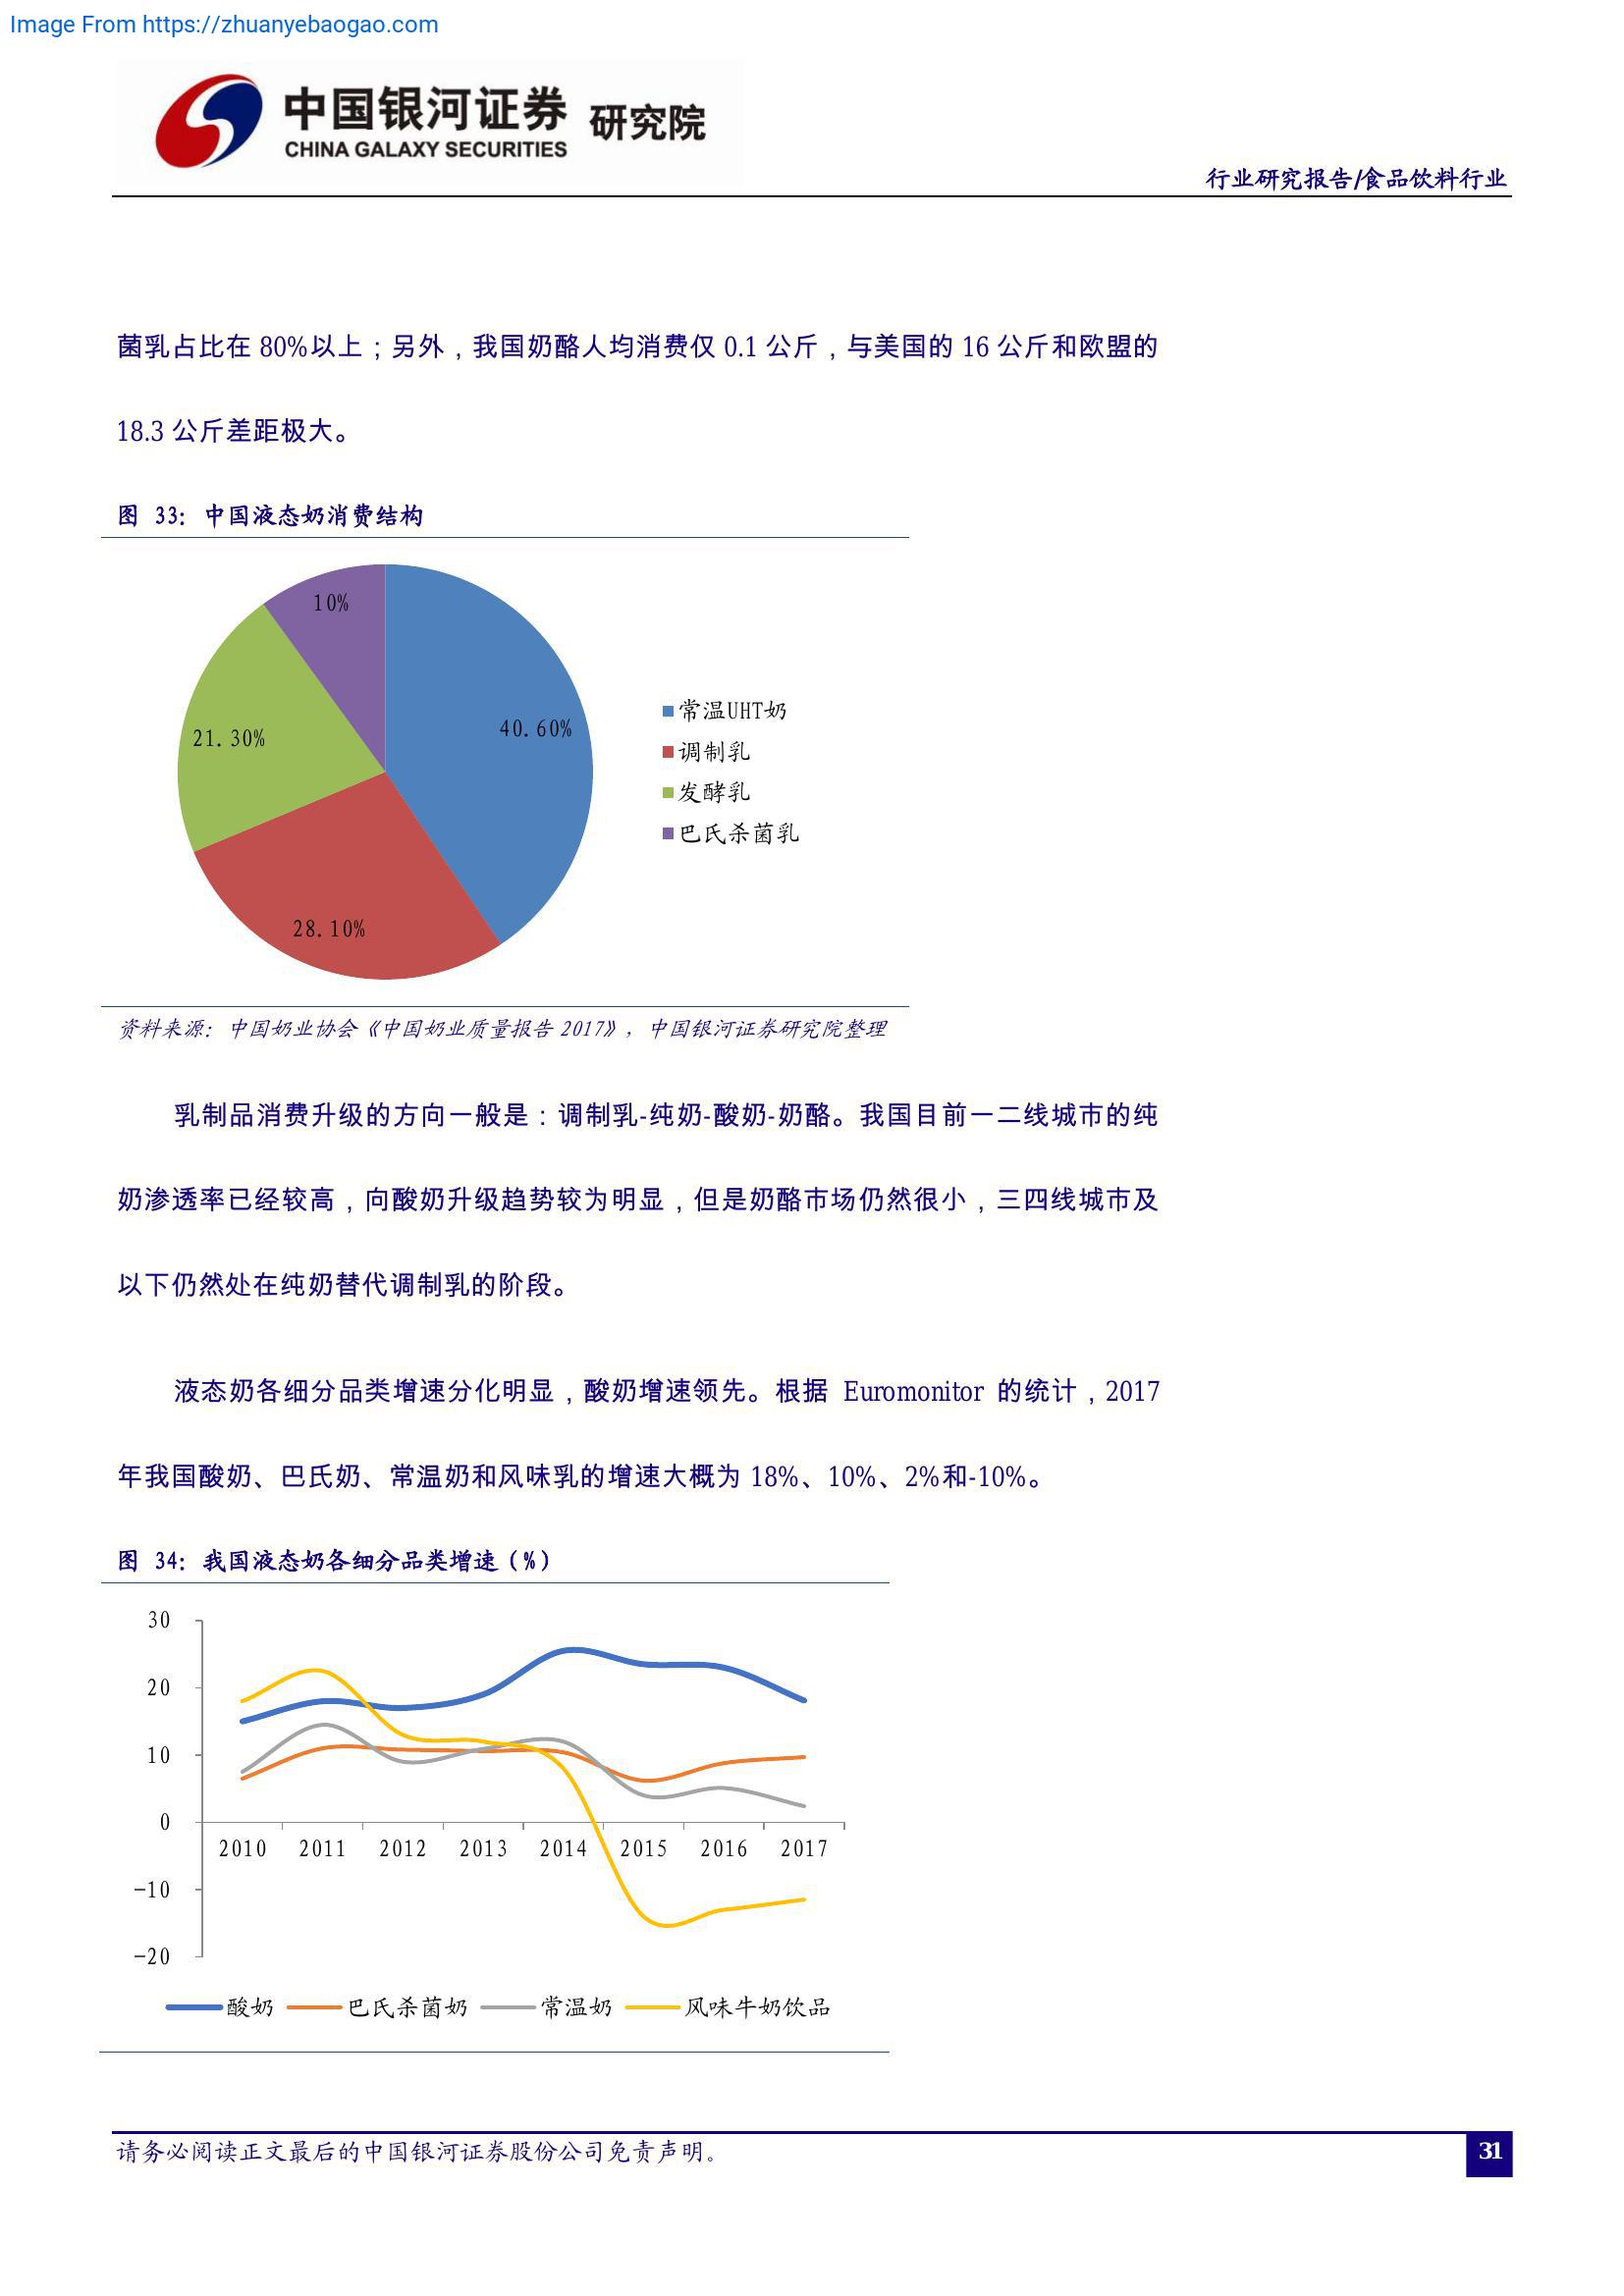 Image From https://zhuanyebaogao.com
中国银河证券 研究院
CHINA GALAXY SECURITIES
行业研究报告/食品饮料行业
菌乳占比在 80%以上；另外，我国奶酪人均消费仅 0.1 公斤，与美国的 16 公斤和欧盟的
18.3 公斤差距极大。
图 33：中国液态奶消费结构
10%
40.60%
21.30%
28.10%
常温UHT奶
调制乳
发酵乳
巴氏杀菌乳
资料来源：中国奶业协会《中国奶业质量报告 2017》，中国银河证券研究院整理
乳制品消费升级的方向一般是：调制乳-纯奶-酸奶-奶酪。我国目前一二线城市的纯
奶渗透率已经较高，向酸奶升级趋势较为明显，但是奶酪市场仍然很小，三四线城市及
以下仍然处在纯奶替代调制乳的阶段。
液态奶各细分品类增速分化明显，酸奶增速领先。根据 Euromonitor 的统计，2017
年我国酸奶、巴氏奶、常温奶和风味乳的增速大概为 18%、10%、2%和-10%。
图 34：我国液态奶各细分品类增速（%）
30
20
10
0
2010 2011 2012 2013 2014 2015 2016 2017
-10
-20
酸奶 巴氏杀菌奶 常温奶 风味牛奶饮品
请务必阅读正文最后的中国银河证券股份公司免责声明。
31